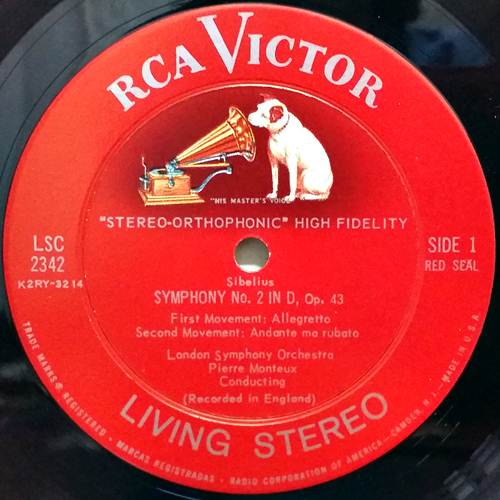 RCA VICTOR
"HIS MASTER'S VOICE"
"STEREO-ORTHOPHONIC" HIGH FIDELITY
LSC
2342
K2RY-3214
SIDE 1
RED SEAL
Sibelius
SYMPHONY No. 2 IN D, Op. 43
First Movement: Allegretto
Second Movement: Andante ma rubato
London Symphony Orchestra
Pierre Monteux
Conducting
(Recorded in England)
LIVING STEREO
TRADE MARKS ® REGISTERED • MARCAS REGISTRADAS • RADIO CORPORATION OF AMERICA—CAMDEN, N. J. • MADE IN U.S.A.